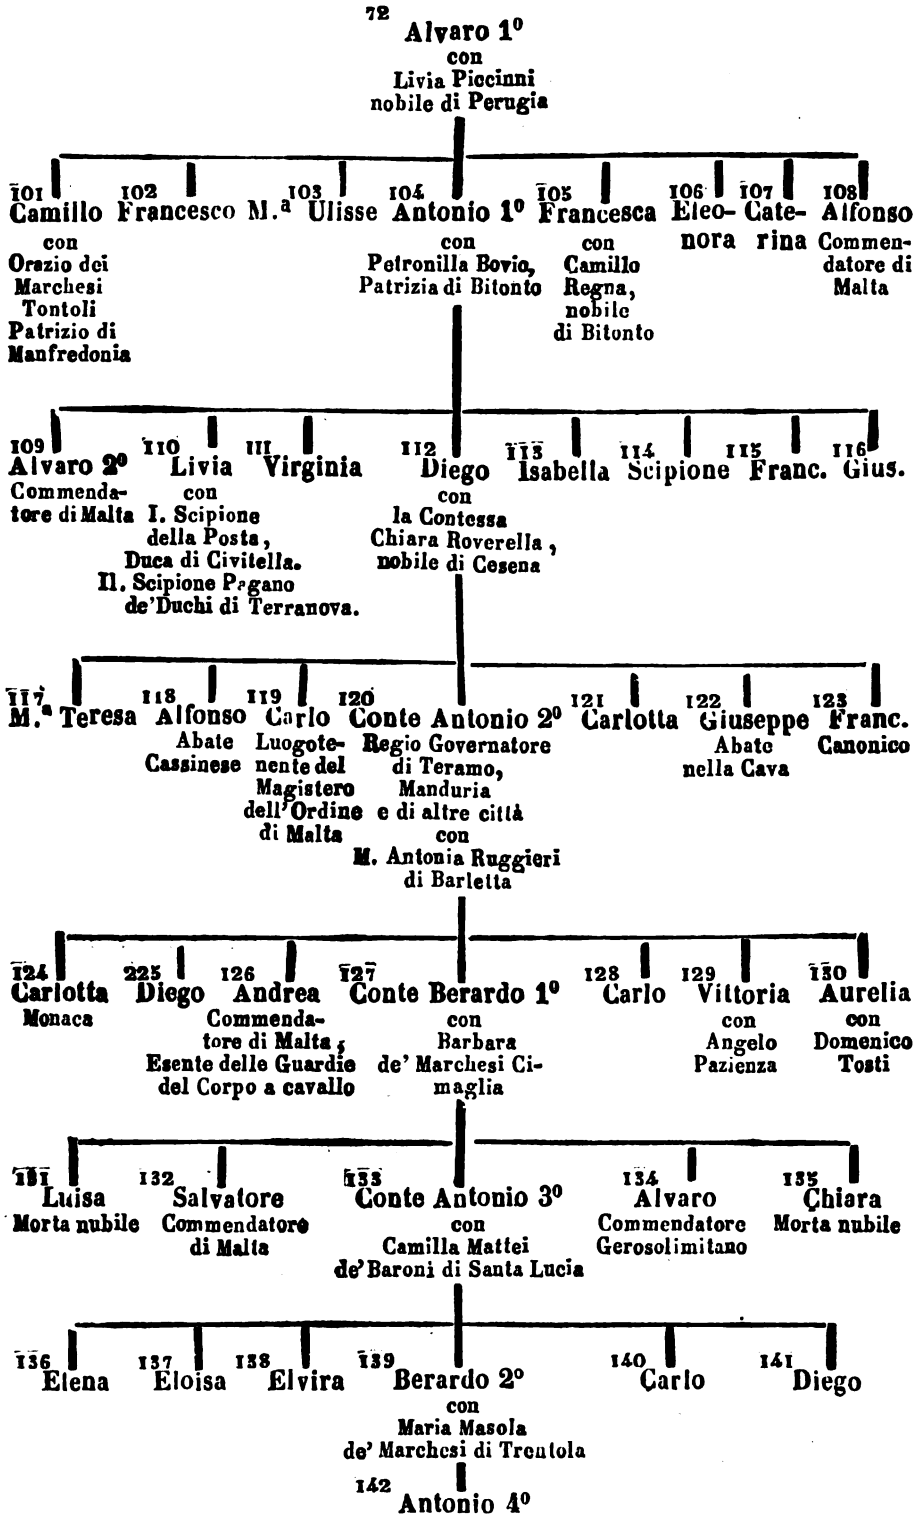 72
Alvaro 1º
con
Livia Piccinni
nobile di Perugia
101 102 103 104 105 106 107 108
Camillo Francesco M.ª Ulisse Antonio 1º Francesca Eleo- Cate- Alfonso
nora rina Commen-
con con con
Orazio dei Petronilla Bovio, Camillo datore di
Marchesi Patrizia di Bitonto Regna, Malta
Tontoli nobile
Patrizio di di Bitonto
Manfredonia
109 110 111 112 113 114 115 116
Alvaro 2º Livia Virginia Diego Isabella Scipione Franc. Gius.
Commenda- con con
tore di Malta I. Scipione la Contessa
della Posta, Chiara Roverella,
Duca di Civitella. nobile di Cesena
II. Scipione Pagano
de' Duchi di Terranova.
117 118 119 120 121 122 123
M.ª Teresa Alfonso Carlo Conte Antonio 2º Carlotta Giuseppe Franc.
Abate Luogote- Regio Governatore Abate Canonico
Cassinese nente del di Teramo, nella Cava
Magistero Manduria
dell'Ordine e di altre città
di Malta con
M. Antonia Ruggieri
di Barletta
124 225 126 127 128 129 130
Carlotta Diego Andrea Conte Berardo 1º Carlo Vittoria Aurelia
Monaca Commenda- con con con
tore di Malta, Barbara Angelo Domenico
Esente delle Guardie de' Marchesi Ci- Pazienza Tosti
del Corpo a cavallo maglia
131 132 133 134 135
Luisa Salvatore Conte Antonio 3º Alvaro Chiara
Morta nubile Commendatore con Commendatore Morta nubile
di Malta Camilla Mattei Gerosolimitano
de' Baroni di Santa Lucia
136 137 138 139 140 141
Elena Eloisa Elvira Berardo 2º Carlo Diego
con
Maria Masola
de' Marchesi di Trentola
142
Antonio 4º